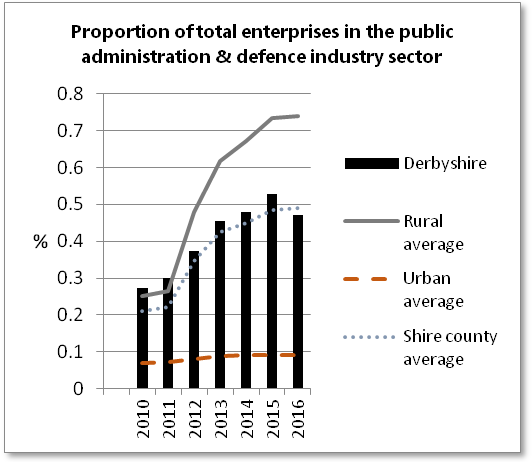 Proportion of total enterprises in the public
administration & defence industry sector
0.8
0.7
0.6
0.5
0.4
0.3
0.2
0.1
0
%
2010
2011
2012
2013
2014
2015
2016
Derbyshire
Rural
average
Urban
average
Shire county
average